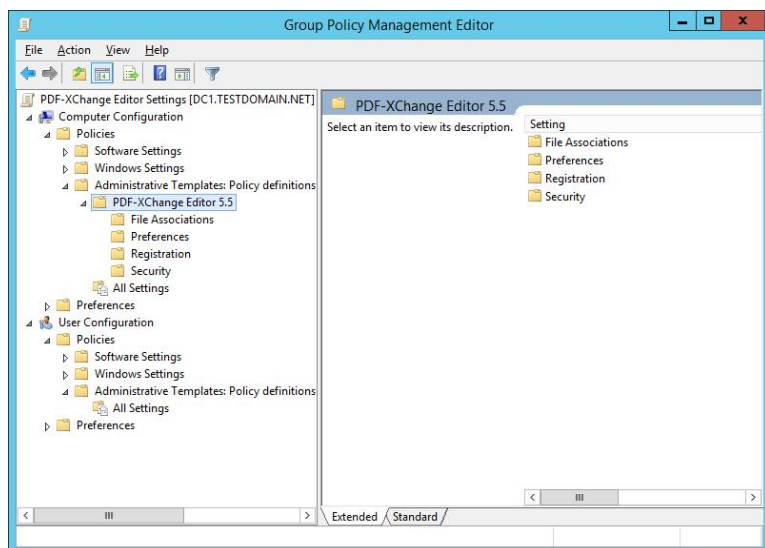 Group Policy Management Editor
File Action View Help
PDF-XChange Editor Settings [DC1.TESTDOMAIN.NET]
Computer Configuration
Policies
Software Settings
Windows Settings
Administrative Templates: Policy definitions
PDF-XChange Editor 5.5
File Associations
Preferences
Registration
Security
All Settings
Preferences
User Configuration
Policies
Software Settings
Windows Settings
Administrative Templates: Policy definitions
All Settings
Preferences
PDF-XChange Editor 5.5
Select an item to view its description.
Setting
File Associations
Preferences
Registration
Security
Extended Standard